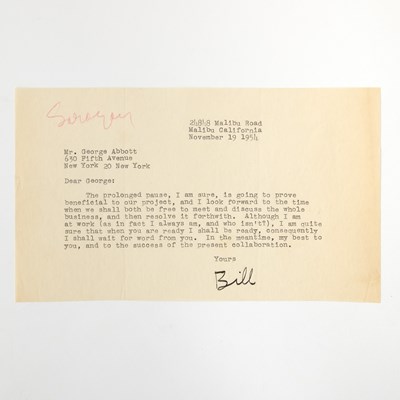 Saroyan
24848 Malibu Road
Malibu California
November 19 1954
Mr. George Abbott
630 Fifth Avenue
New York 20 New York
Dear George:
The prolonged pause, I am sure, is going to prove
beneficial to our project, and I look forward to the time
when we shall both be free to meet and discuss the whole
business, and then resolve it forthwith. Although I am
at work (as in fact I always am, and who isn't?), I am quite
sure that when you are ready I shall be ready, consequently
I shall wait for word from you. In the meantime, my best to
you, and to the success of the present collaboration.
Yours
Bill